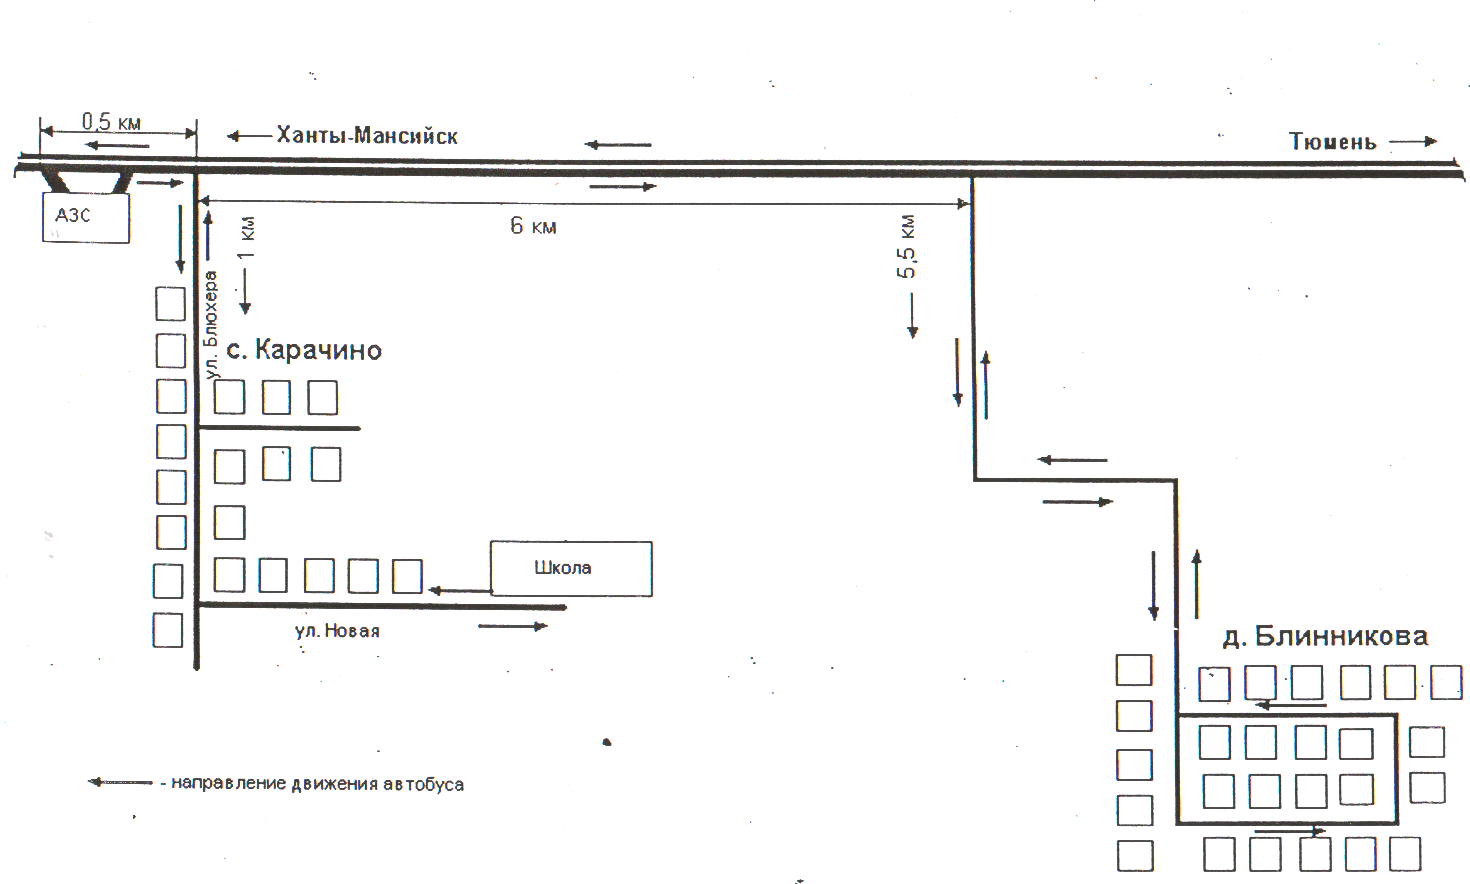 0,5 км
Ханты-Мансийск
Тюмень
АЗС
6 км
1 км
5,5 км
ул. Блюхера
с. Карачино
Школа
ул. Новая
д. Блинникова
- направление движения автобуса